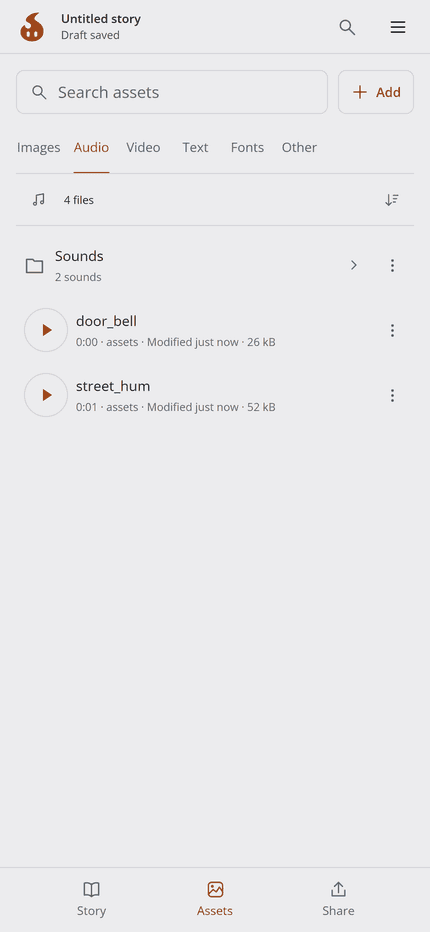 Untitled story
Draft saved
Search assets
Add
Images Audio Video Text Fonts Other
4 files
Sounds
2 sounds
door_bell
0:00 · assets · Modified just now · 26 kB
street_hum
0:01 · assets · Modified just now · 52 kB
Story Assets Share